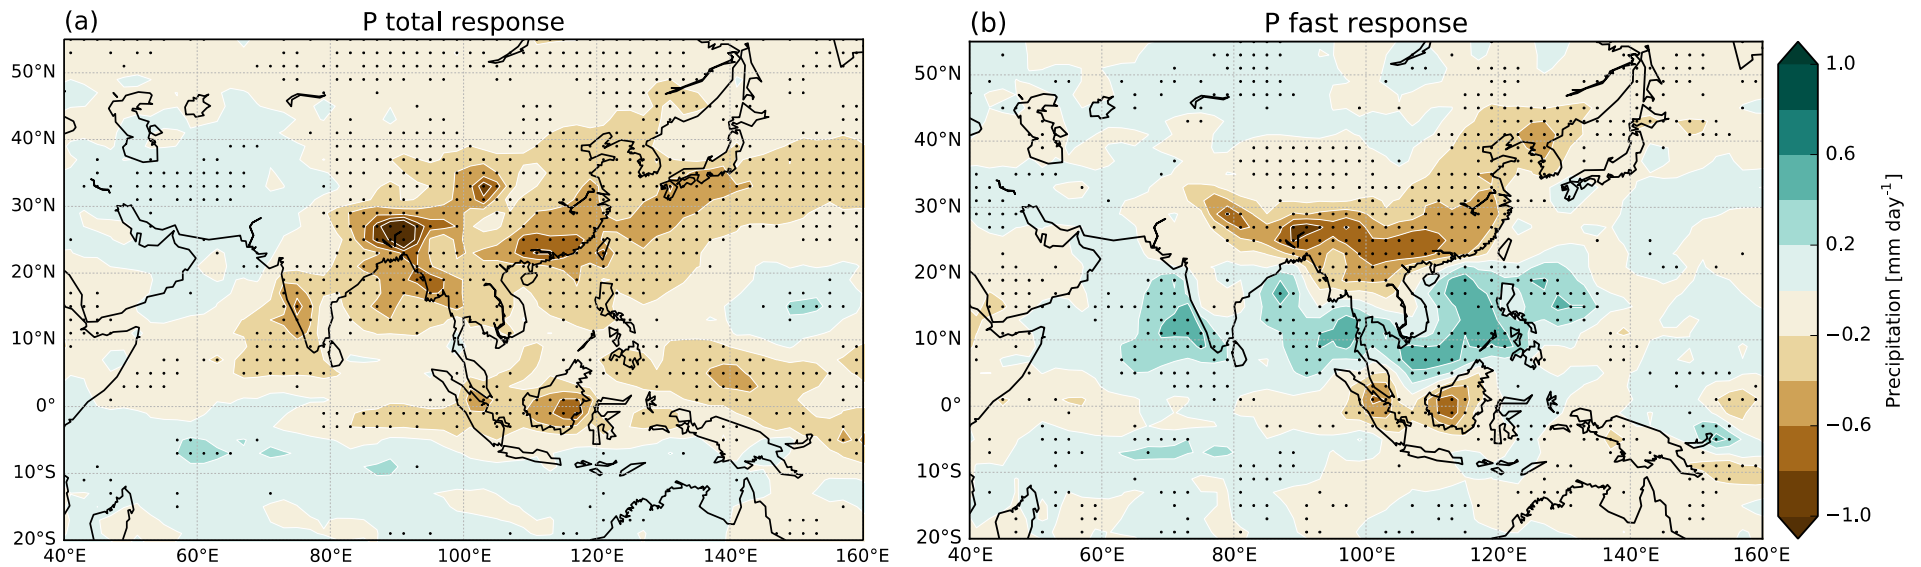 (a) P total response
50°N
40°N
30°N
20°N
10°N
0°
10°S
20°S
40°E 60°E 80°E 100°E 120°E 140°E 160°E
(b) P fast response
50°N
40°N
30°N
20°N
10°N
0°
10°S
20°S
40°E 60°E 80°E 100°E 120°E 140°E 160°E
1.0
0.6
0.2
−0.2
−0.6
−1.0
Precipitation [mm day⁻¹]